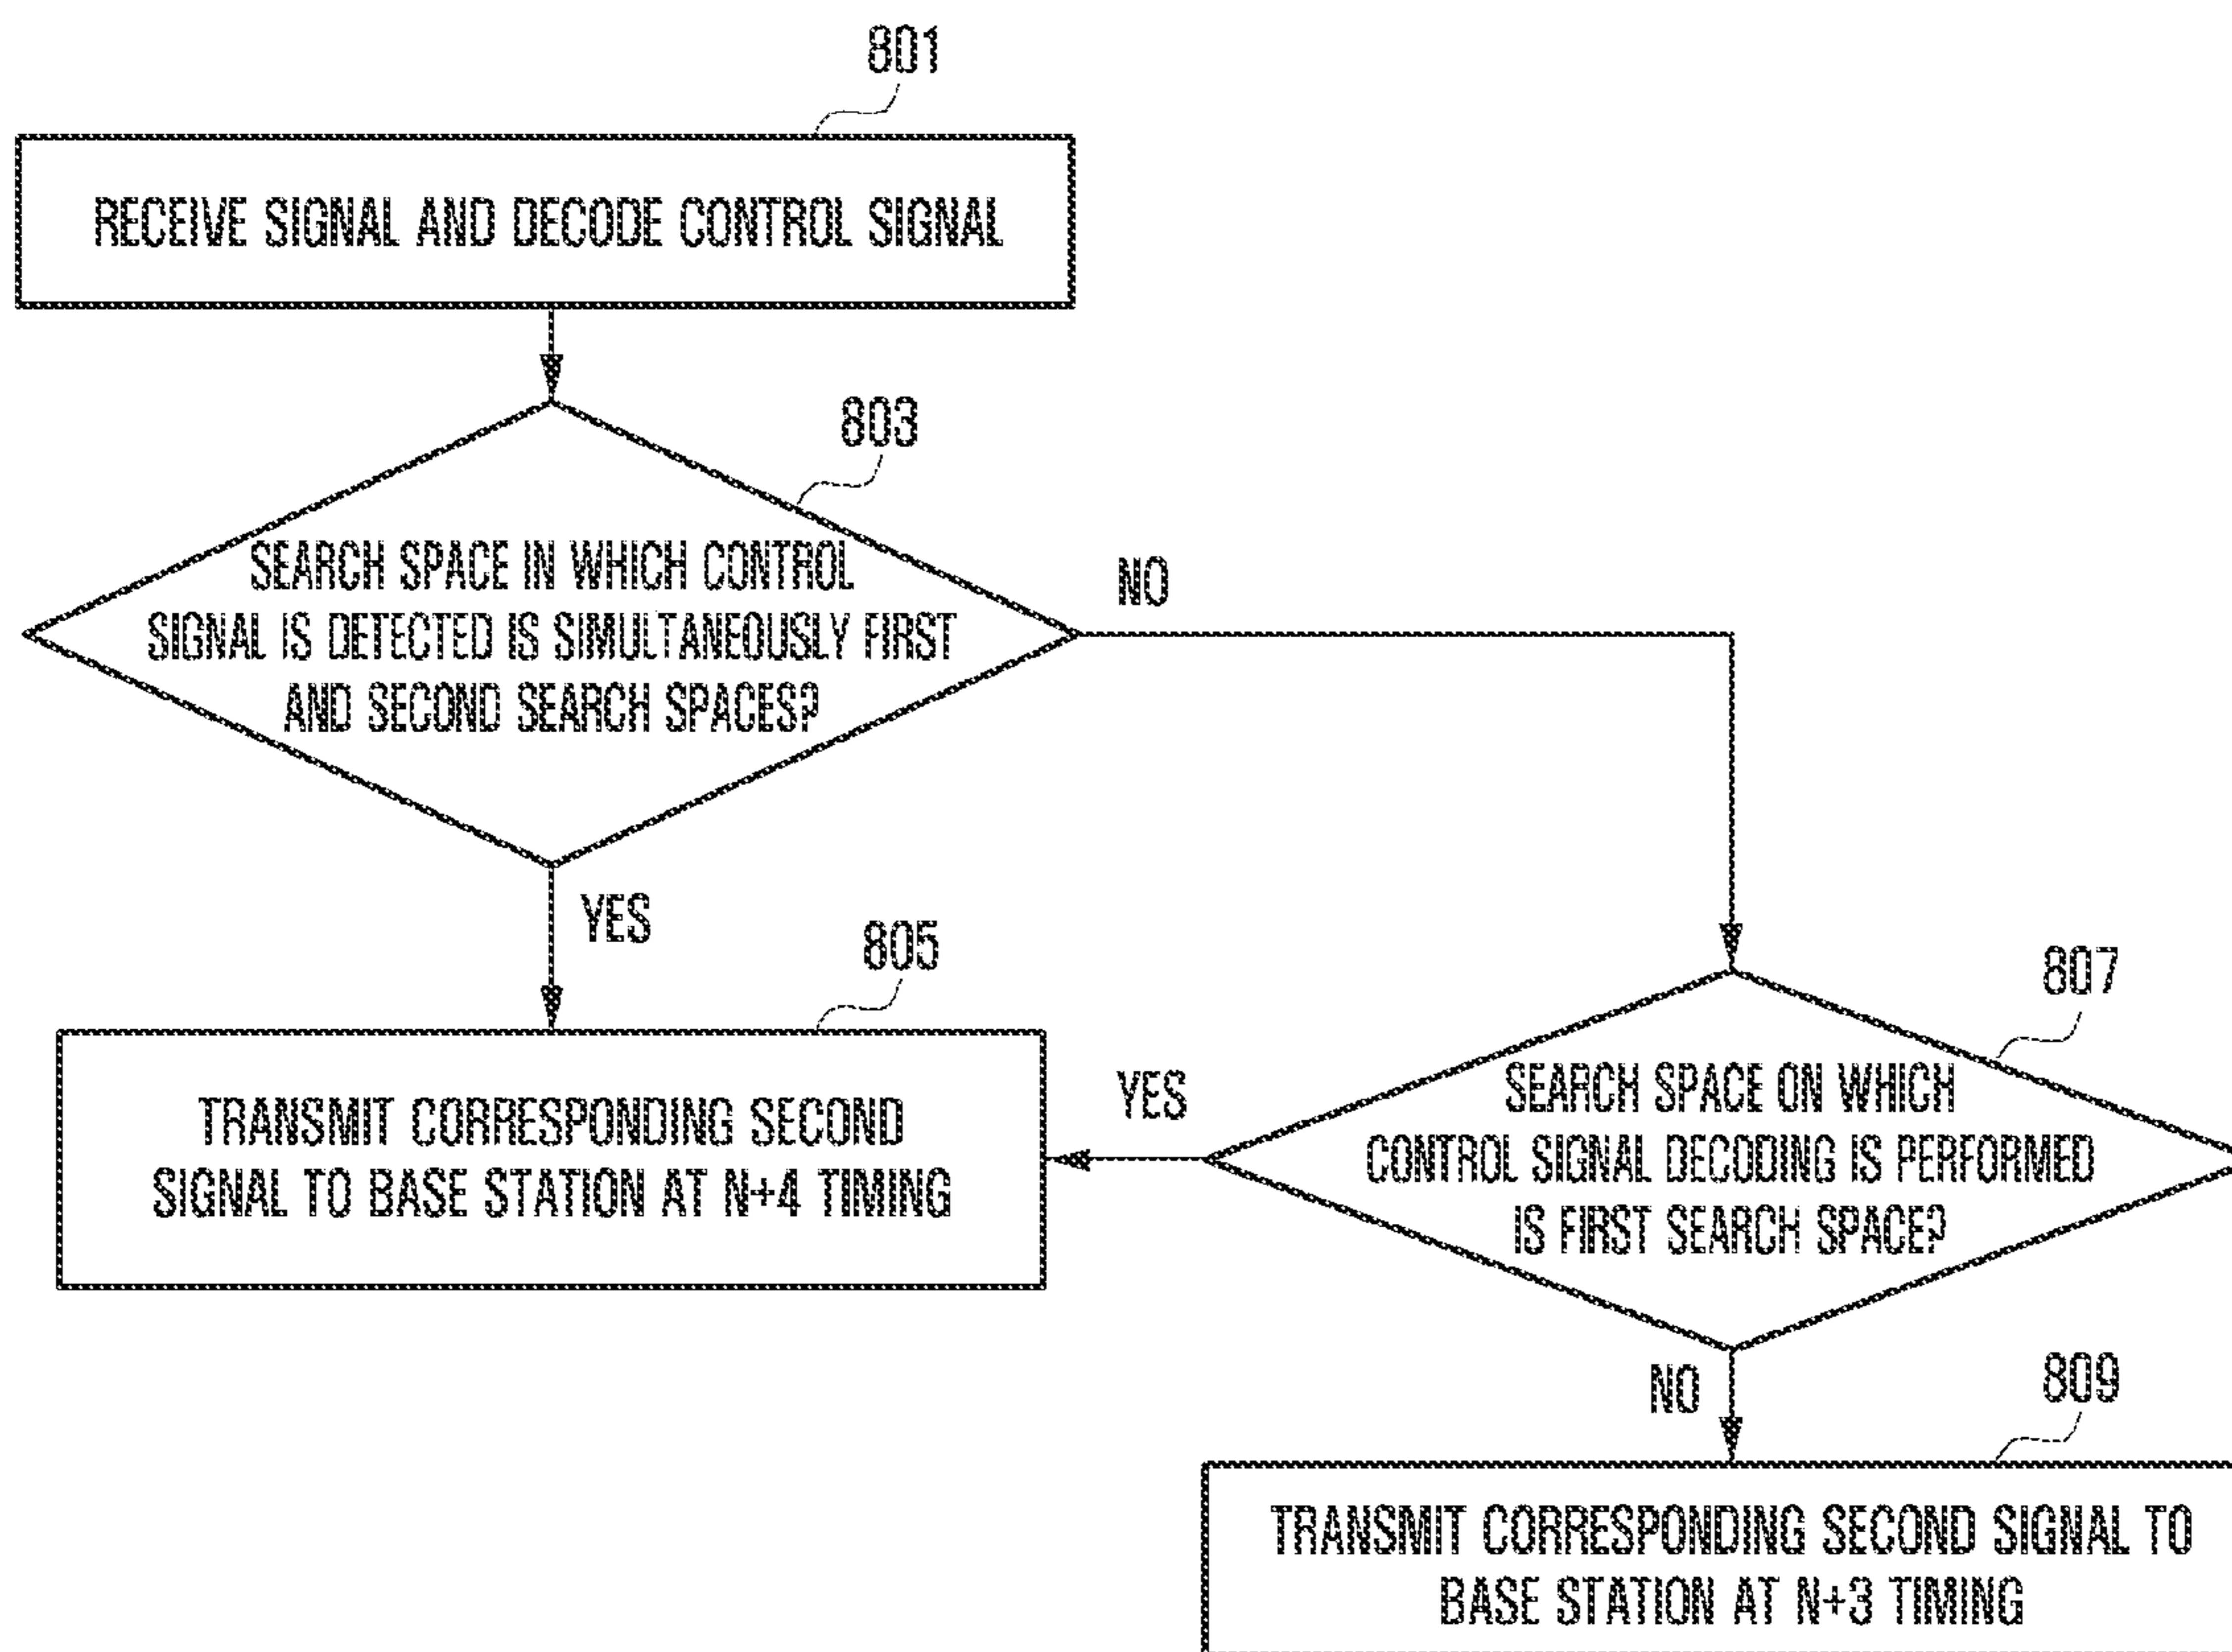 801
RECEIVE SIGNAL AND DECODE CONTROL SIGNAL
803
SEARCH SPACE IN WHICH CONTROL
SIGNAL IS DETECTED IS SIMULTANEOUSLY FIRST
AND SECOND SEARCH SPACES?
NO
YES
805
TRANSMIT CORRESPONDING SECOND
SIGNAL TO BASE STATION AT N+4 TIMING
YES
807
SEARCH SPACE ON WHICH
CONTROL SIGNAL DECODING IS PERFORMED
IS FIRST SEARCH SPACE?
NO
809
TRANSMIT CORRESPONDING SECOND SIGNAL TO
BASE STATION AT N+3 TIMING